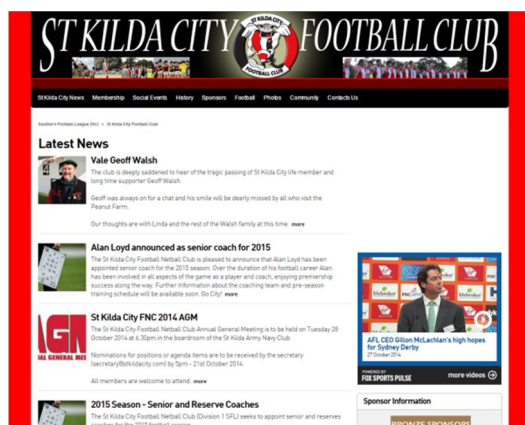 ST KILDA CITY FOOTBALL CLUB
ST KILDA CITY
FOOTBALL CLUB
St Kilda City News Membership Social Events History Sponsors Football Photos Community Contacts Us
Southern Football League (Vic) > St Kilda City Football Club
Latest News
Vale Geoff Walsh
The club is deeply saddened to hear of the tragic passing of St Kilda City life member and
long time supporter Geoff Walsh.
Geoff was always on for a chat and his smile will be dearly missed by all who visit the
Peanut Farm.
Our thoughts are with Linda and the rest of the Walsh family at this time. more
Alan Loyd announced as senior coach for 2015
The St Kilda City Football Netball Club is pleased to announce that Alan Loyd has been
appointed senior coach for the 2015 season. Over the duration of his football career Alan
has been involved in all aspects of the game as a player and coach, enjoying premiership
success along the way. Further Information about the coaching team and pre-season
training schedule will be available soon. Go City! more
AGN
AL GENERAL MEE
St Kilda City FNC 2014 AGM
The St Kilda City Football Netball Club Annual General Meeting is to be held on Tuesday 28
October 2014 at 6.30pm in the boardroom of the St Kilda Army Navy Club.
Nominations for positions or agenda items are to be received by the secretary
(secretary@stkildacity.com) by 5pm - 21st October 2014.
All members are welcome to attend. more
2015 Season - Senior and Reserve Coaches
The St Kilda City Football Club (Division 1 SFL) seeks to appoint senior and reserves
coaches for the 2015 football season.
AFL CEO Gillon McLachlan's high hopes
for Sydney Derby
27 October 2014
POWERED BY
FOX SPORTS PULSE
more videos
Sponsor Information
BRONZE SPONSORS